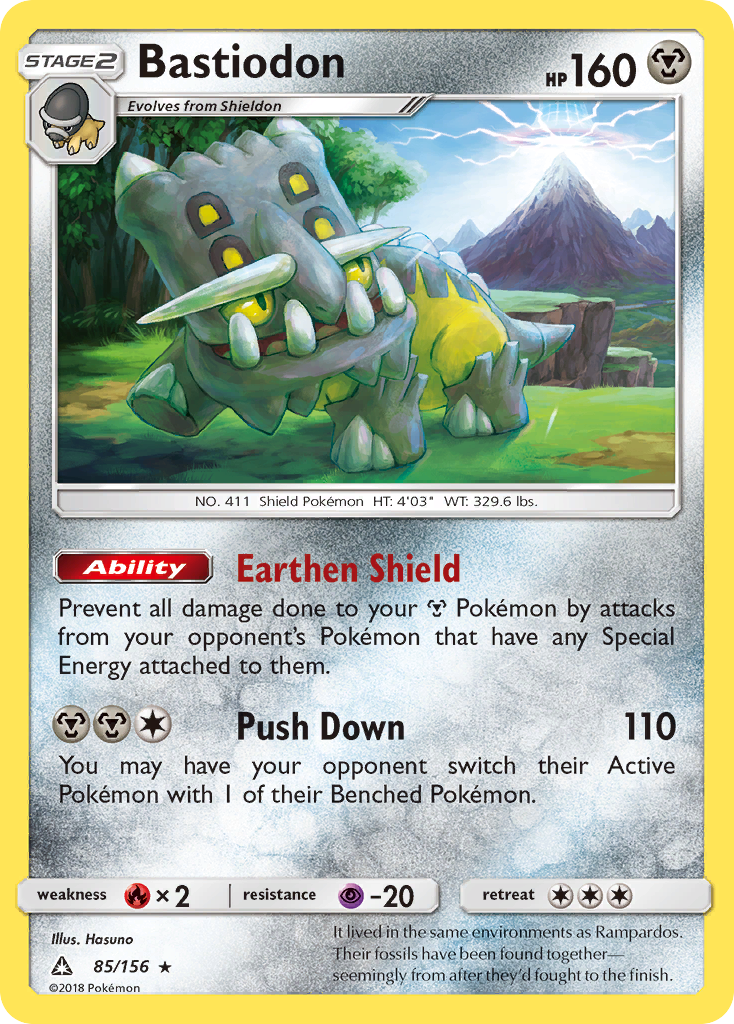 STAGE2
Bastiodon
HP160
Evolves from Shieldon
NO. 411 Shield Pokémon HT: 4'03" WT: 329.6 lbs.
Ability Earthen Shield
Prevent all damage done to your Pokémon by attacks
from your opponent's Pokémon that have any Special
Energy attached to them.
Push Down 110
You may have your opponent switch their Active
Pokémon with 1 of their Benched Pokémon.
weakness ×2 resistance -20 retreat
Illus. Hasuno
85/156 ★
©2018 Pokémon
It lived in the same environments as Rampardos.
Their fossils have been found together—
seemingly from after they'd fought to the finish.